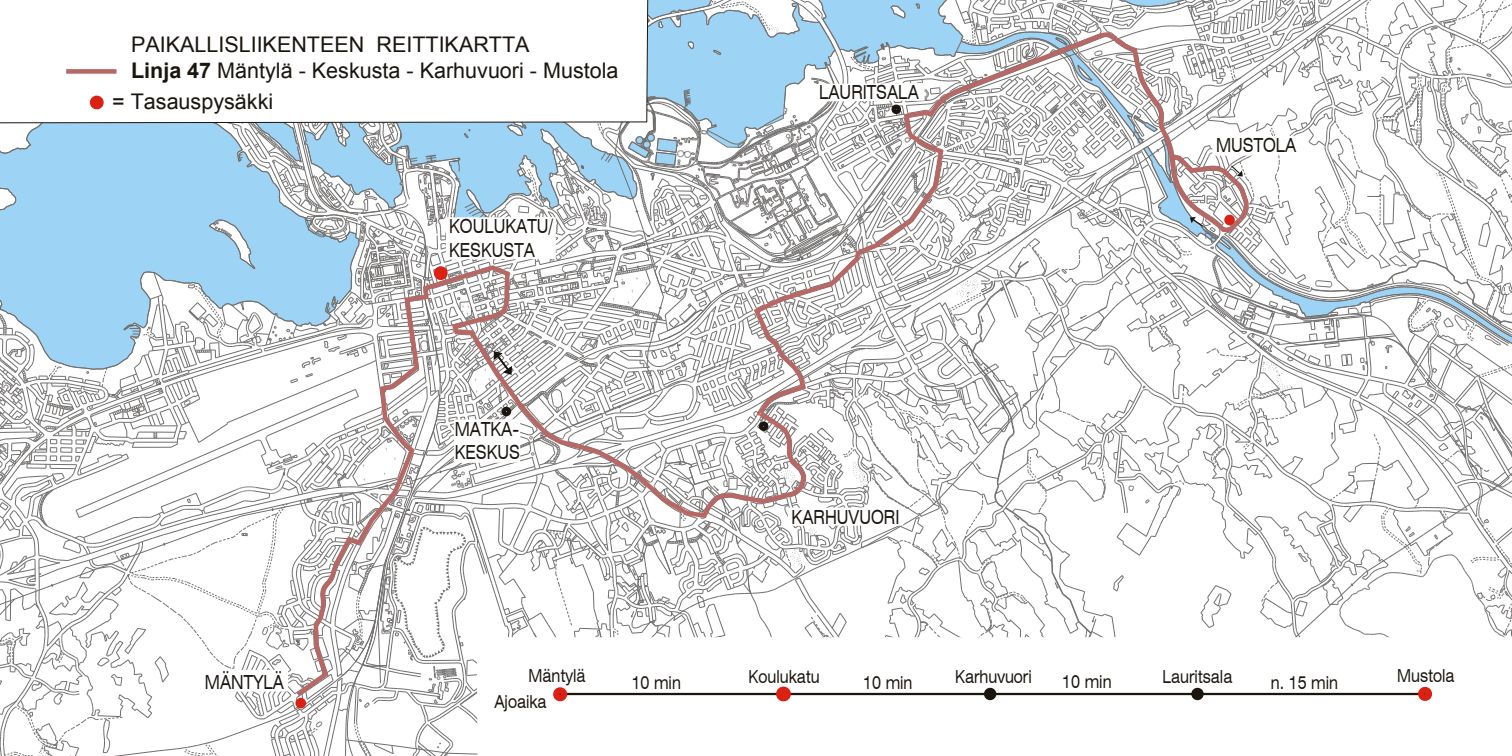 PAIKALLISLIIKENTEEN REITTIKARTTA
Linja 47 Mäntylä - Keskusta - Karhuvuori - Mustola
= Tasauspysäkki
LAURITSALA
MUSTOLA
KOULUKATU/
KESKUSTA
MATKA-
KESKUS
KARHUVUORI
MÄNTYLÄ
Mäntylä 10 min Koulukatu 10 min Karhuvuori 10 min Lauritsala n. 15 min Mustola
Ajoaika